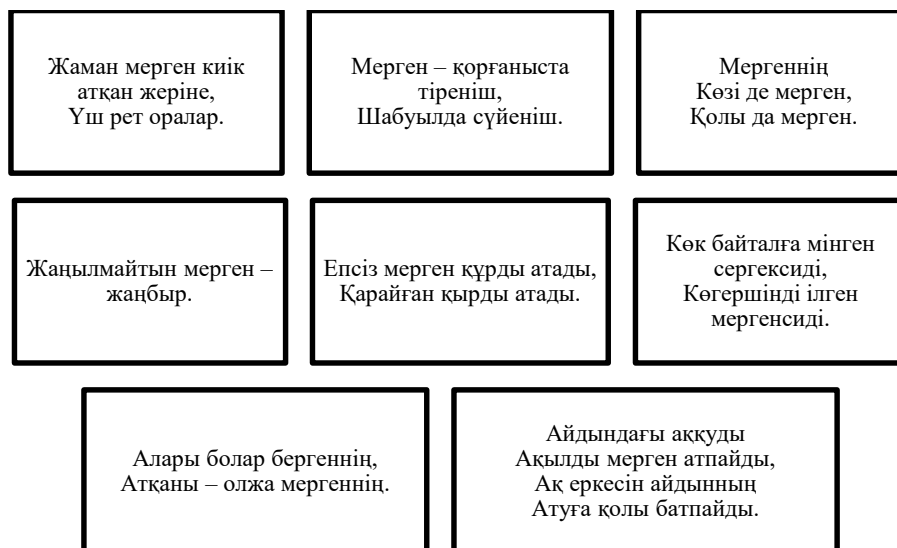 Жаман мерген киік
атқан жеріне,
Үш рет оралар.
Мерген – қорғаныста
тіреніш,
Шабуылда сүйеніш.
Мергеннің
Көзі де мерген,
Қолы да мерген.
Жаңылмайтын мерген –
жаңбыр.
Епсіз мерген құрды атады,
Қарайған қырды атады.
Көк байталға мінген
сергексиді,
Көгершінді ілген
мергенсиді.
Алары болар бергеннің,
Атқаны – олжа мергеннің.
Айдындағы аққуды
Ақылды мерген атпайды,
Ақ еркесін айдынның
Атуға қолы батпайды.